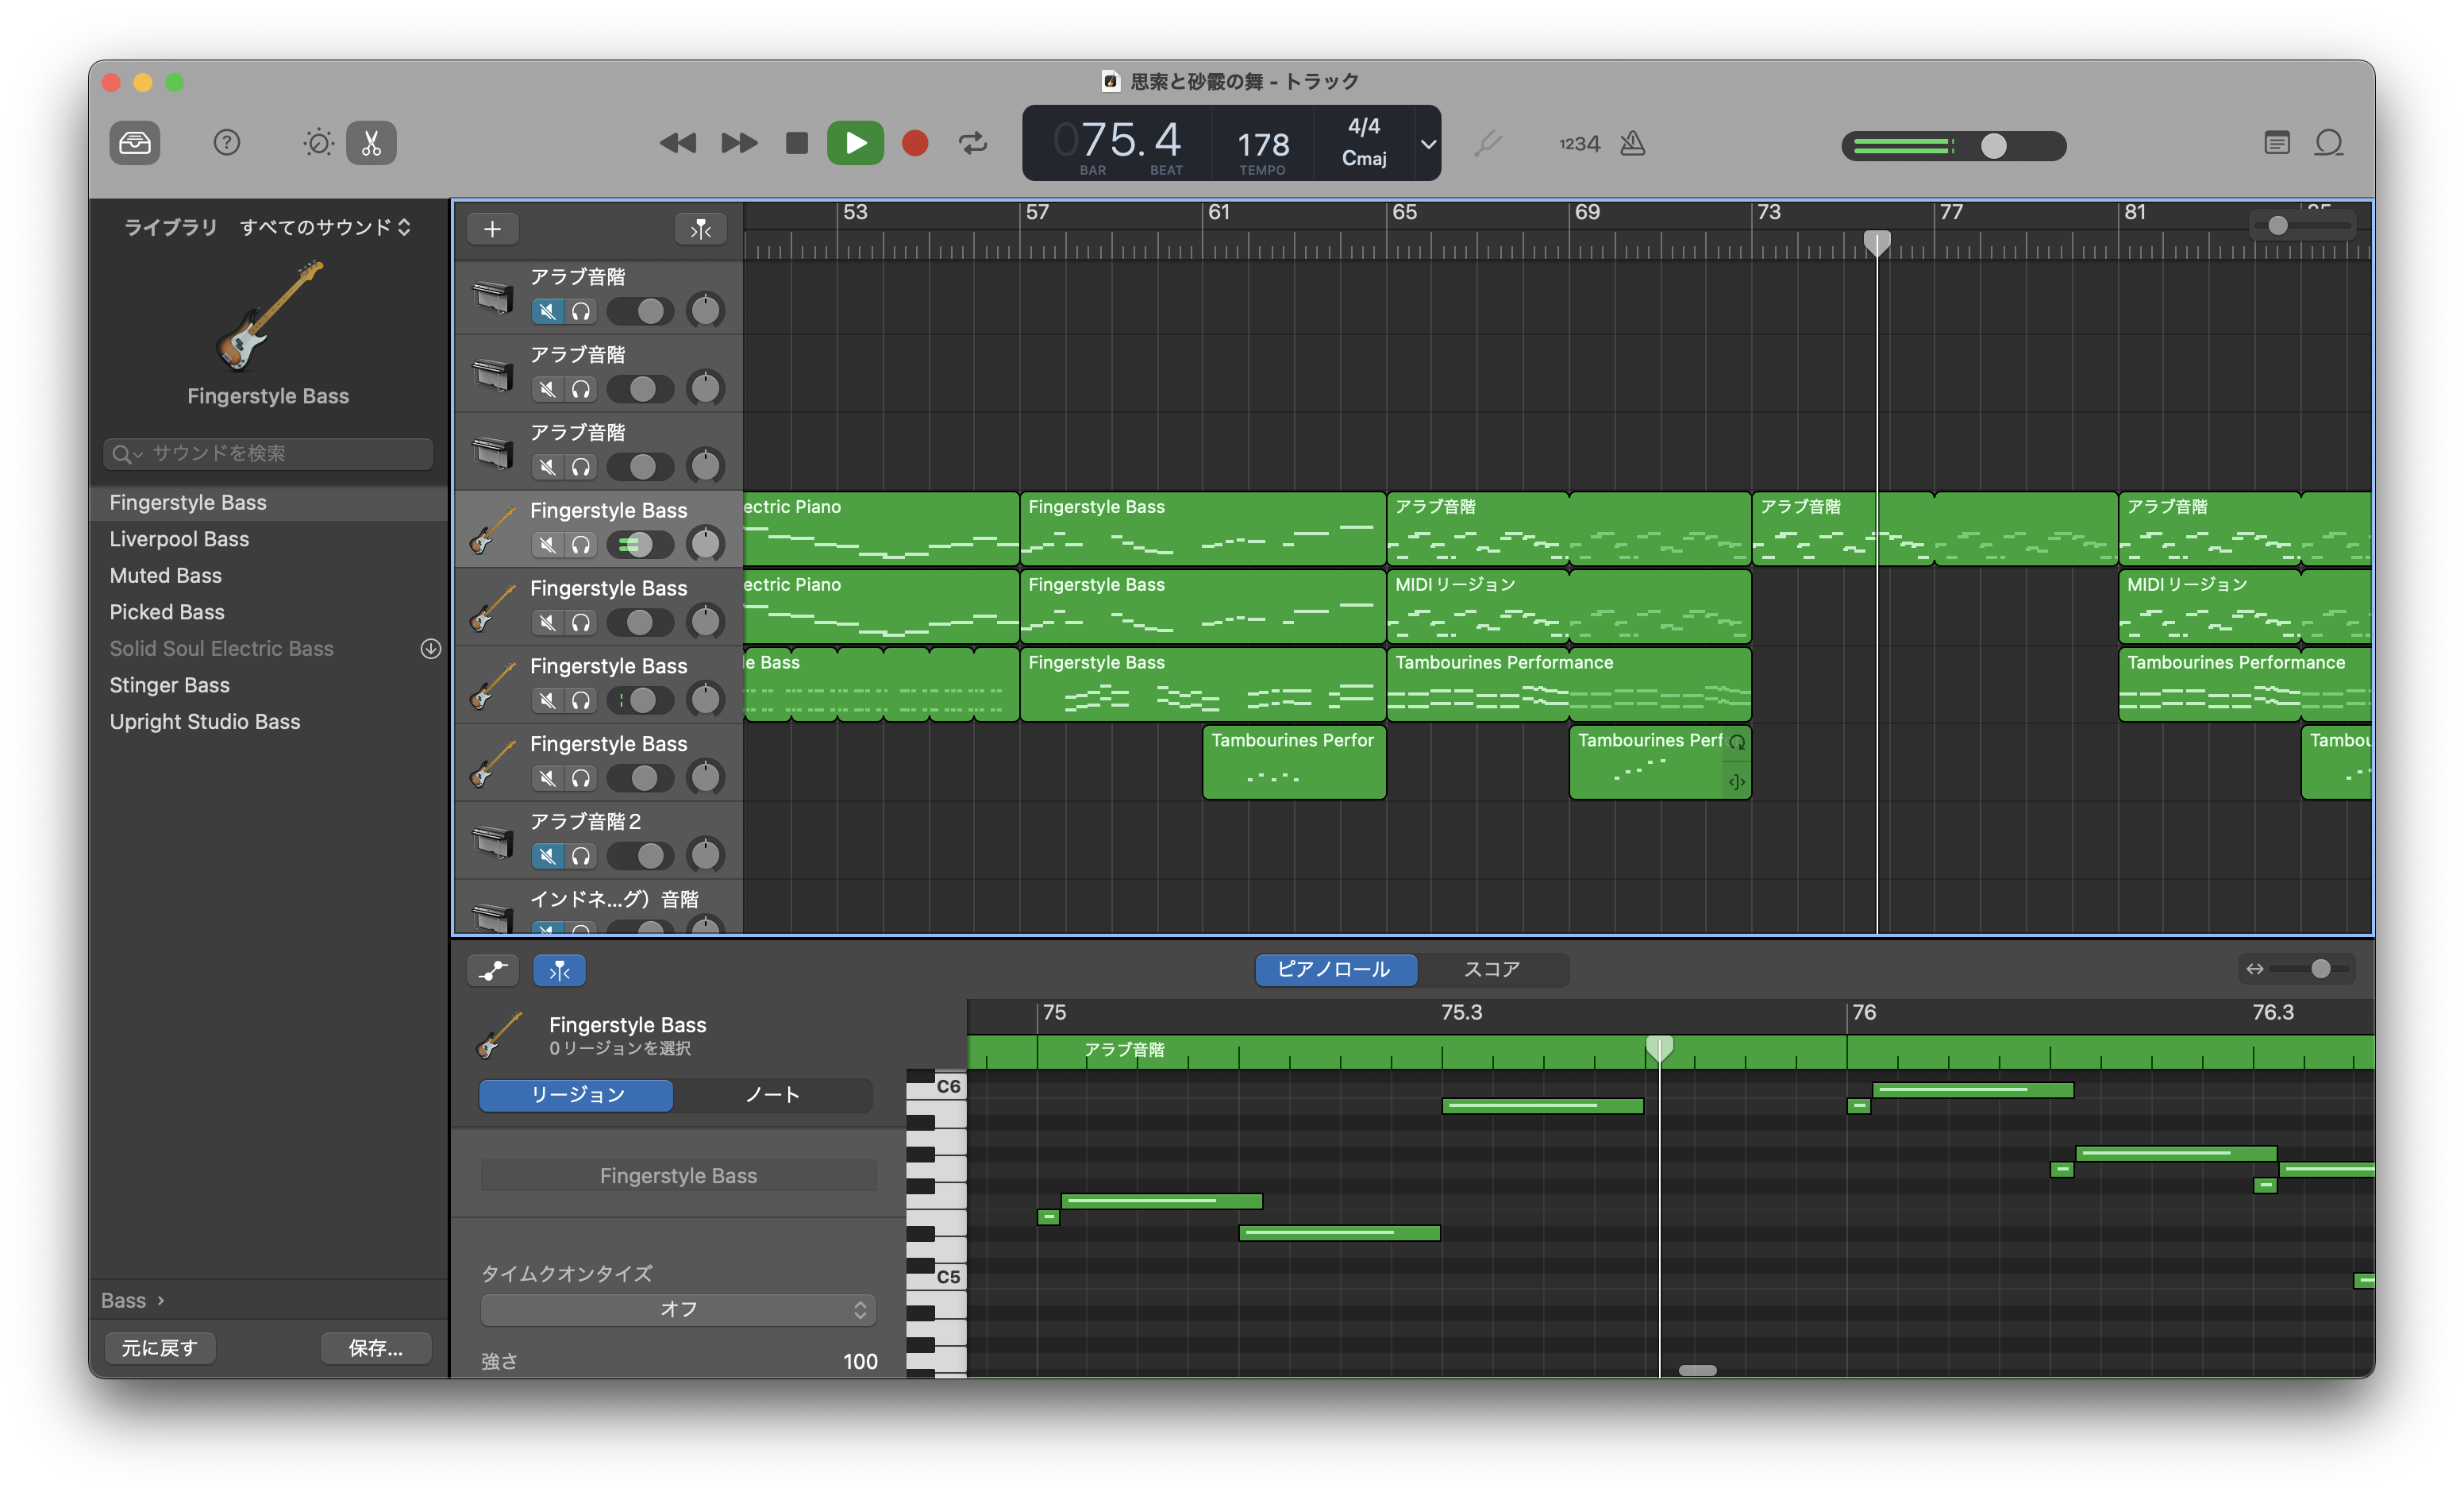 思索と砂霰の舞 - トラック
075.4
BAR
BEAT
178
TEMPO
4/4
Cmaj
1234
ライブラリ
すべてのサウンド
Fingerstyle Bass
サウンドを検索
Fingerstyle Bass
Liverpool Bass
Muted Bass
Picked Bass
Solid Soul Electric Bass
Stinger Bass
Upright Studio Bass
Bass
元に戻す
保存...
53
57
61
65
69
73
77
81
アラブ音階
アラブ音階
アラブ音階
Fingerstyle Bass
ectric Piano
Fingerstyle Bass
アラブ音階
アラブ音階
アラブ音階
Fingerstyle Bass
ectric Piano
Fingerstyle Bass
MIDI リージョン
MIDI リージョン
Fingerstyle Bass
le Bass
Fingerstyle Bass
Tambourines Performance
Tambourines Performance
Fingerstyle Bass
Tambourines Perfor
Tambourines Perf
Tambou
アラブ音階 2
インドネ...グ）音階
ピアノロール
スコア
Fingerstyle Bass
0 リージョンを選択
リージョン
ノート
Fingerstyle Bass
タイムクオンタイズ
オフ
強さ
100
75
75.3
76
76.3
アラブ音階
C6
C5